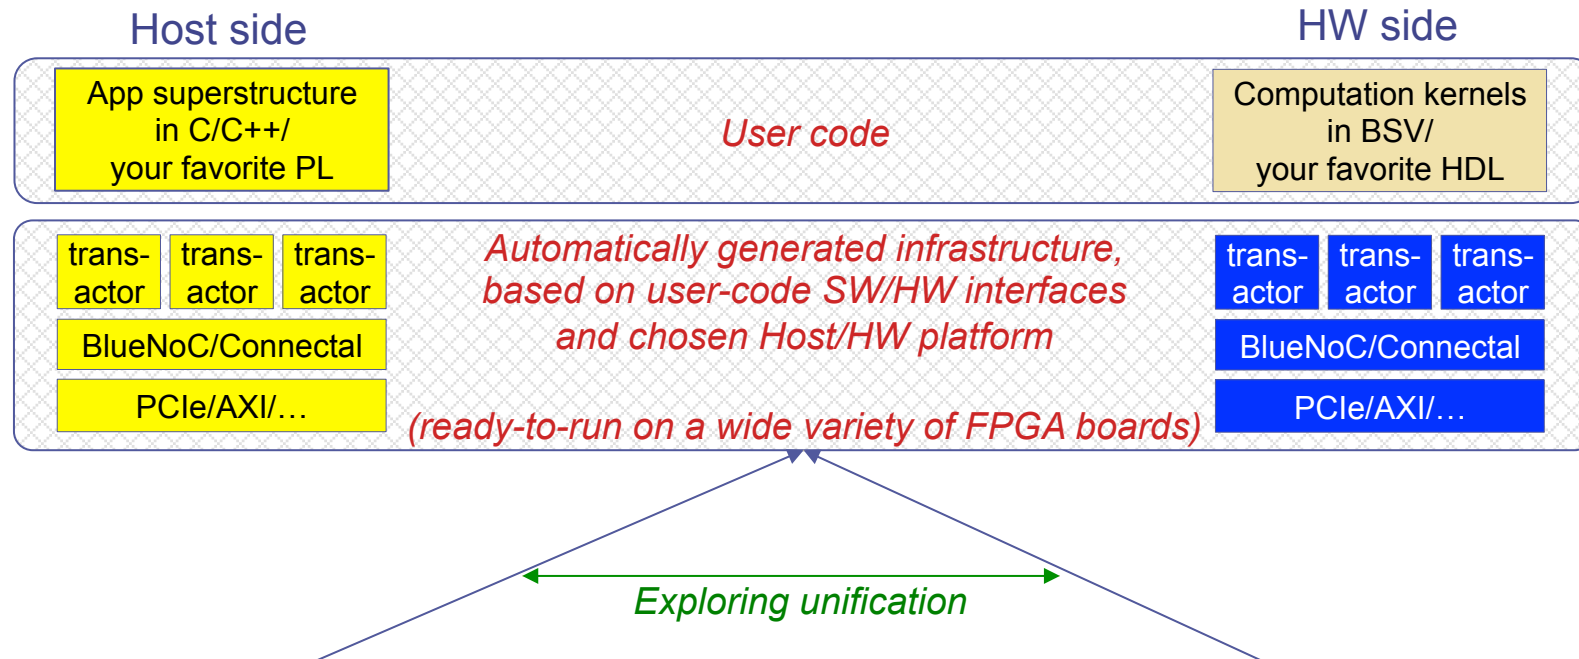 Host side
HW side
App superstructure
in C/C++/
your favorite PL
User code
Computation kernels
in BSV/
your favorite HDL
trans-
actor
trans-
actor
trans-
actor
Automatically generated infrastructure,
based on user-code SW/HW interfaces
and chosen Host/HW platform
(ready-to-run on a wide variety of FPGA boards)
BlueNoC/Connectal
PCIe/AXI/…
trans-
actor
trans-
actor
trans-
actor
BlueNoC/Connectal
PCIe/AXI/…
Exploring unification